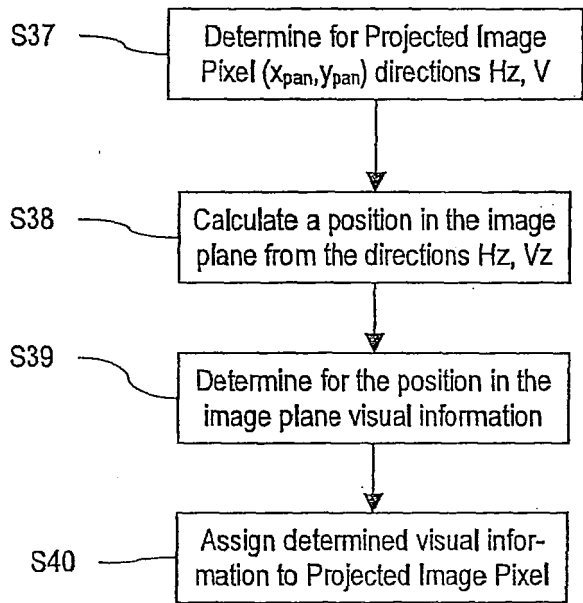 S37
Determine for Projected Image
Pixel (xpan,ypan) directions Hz, V
S38
Calculate a position in the image
plane from the directions Hz, Vz
S39
Determine for the position in the
image plane visual information
S40
Assign determined visual infor-
mation to Projected Image Pixel